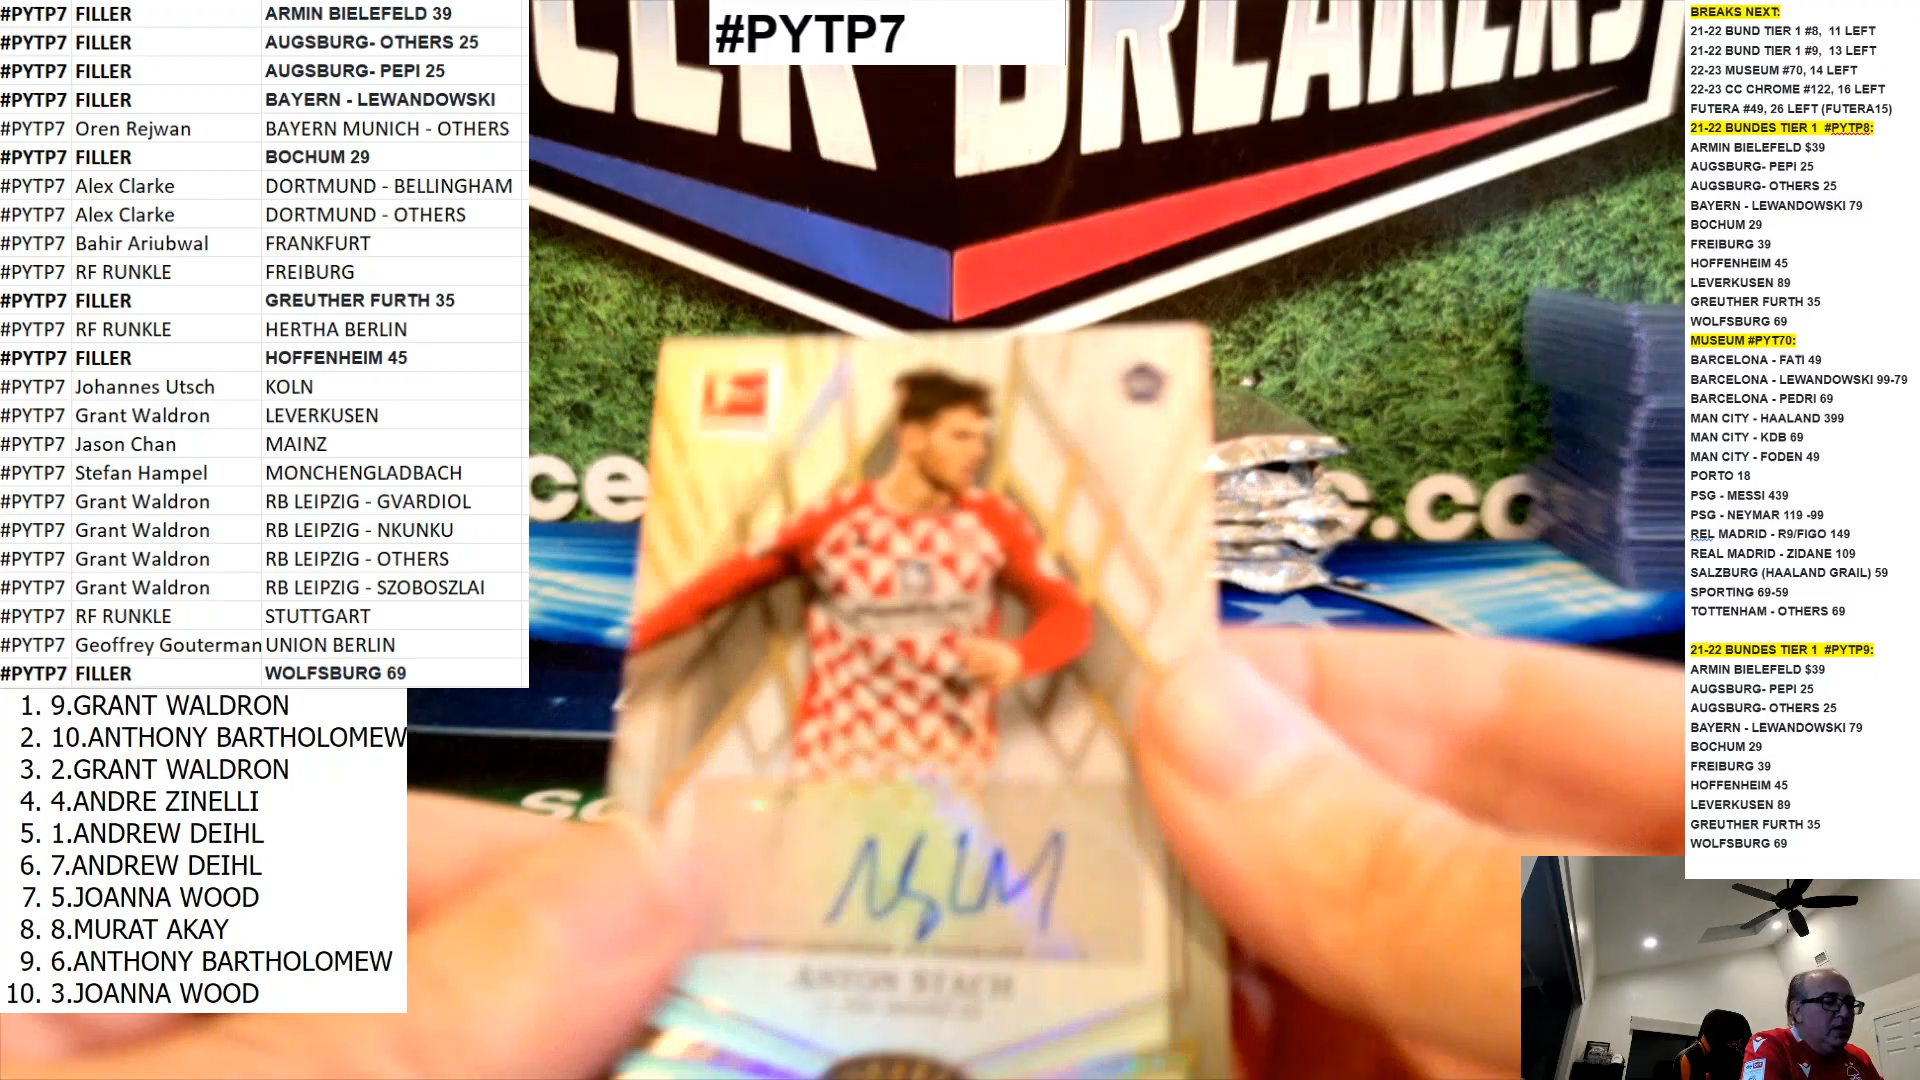 #PYTP7 FILLER ARMIN BIELEFELD 39
#PYTP7 FILLER AUGSBURG- OTHERS 25
#PYTP7 FILLER AUGSBURG- PEPI 25
#PYTP7 FILLER BAYERN - LEWANDOWSKI
#PYTP7 Oren Rejwan BAYERN MUNICH - OTHERS
#PYTP7 FILLER BOCHUM 29
#PYTP7 Alex Clarke DORTMUND - BELLINGHAM
#PYTP7 Alex Clarke DORTMUND - OTHERS
#PYTP7 Bahir Ariubwal FRANKFURT
#PYTP7 RF RUNKLE FREIBURG
#PYTP7 FILLER GREUTHER FURTH 35
#PYTP7 RF RUNKLE HERTHA BERLIN
#PYTP7 FILLER HOFFENHEIM 45
#PYTP7 Johannes Utsch KOLN
#PYTP7 Grant Waldron LEVERKUSEN
#PYTP7 Jason Chan MAINZ
#PYTP7 Stefan Hampel MONCHENGLADBACH
#PYTP7 Grant Waldron RB LEIPZIG - GVARDIOL
#PYTP7 Grant Waldron RB LEIPZIG - NKUNKU
#PYTP7 Grant Waldron RB LEIPZIG - OTHERS
#PYTP7 Grant Waldron RB LEIPZIG - SZOBOSZLAI
#PYTP7 RF RUNKLE STUTTGART
#PYTP7 Geoffrey Gouterman UNION BERLIN
#PYTP7 FILLER WOLFSBURG 69
1. 9.GRANT WALDRON
2. 10.ANTHONY BARTHOLOMEW
3. 2.GRANT WALDRON
4. 4.ANDRE ZINELLI
5. 1.ANDREW DEIHL
6. 7.ANDREW DEIHL
7. 5.JOANNA WOOD
8. 8.MURAT AKAY
9. 6.ANTHONY BARTHOLOMEW
10. 3.JOANNA WOOD
#PYTP7
BREAKERS
ANTON STACH
BREAKS NEXT:
21-22 BUND TIER 1 #8, 11 LEFT
21-22 BUND TIER 1 #9, 13 LEFT
22-23 MUSEUM #70, 14 LEFT
22-23 CC CHROME #122, 16 LEFT
FUTERA #49, 26 LEFT (FUTERA15)
21-22 BUNDES TIER 1 #PYTP8:
ARMIN BIELEFELD $39
AUGSBURG- PEPI 25
AUGSBURG- OTHERS 25
BAYERN - LEWANDOWSKI 79
BOCHUM 29
FREIBURG 39
HOFFENHEIM 45
LEVERKUSEN 89
GREUTHER FURTH 35
WOLFSBURG 69
MUSEUM #PYT70:
BARCELONA - FATI 49
BARCELONA - LEWANDOWSKI 99-79
BARCELONA - PEDRI 69
MAN CITY - HAALAND 399
MAN CITY - KDB 69
MAN CITY - FODEN 49
PORTO 18
PSG - MESSI 439
PSG - NEYMAR 119 -99
REL MADRID - R9/FIGO 149
REAL MADRID - ZIDANE 109
SALZBURG (HAALAND GRAIL) 59
SPORTING 69-59
TOTTENHAM - OTHERS 69
21-22 BUNDES TIER 1 #PYTP9:
ARMIN BIELEFELD $39
AUGSBURG- PEPI 25
AUGSBURG- OTHERS 25
BAYERN - LEWANDOWSKI 79
BOCHUM 29
FREIBURG 39
HOFFENHEIM 45
LEVERKUSEN 89
GREUTHER FURTH 35
WOLFSBURG 69